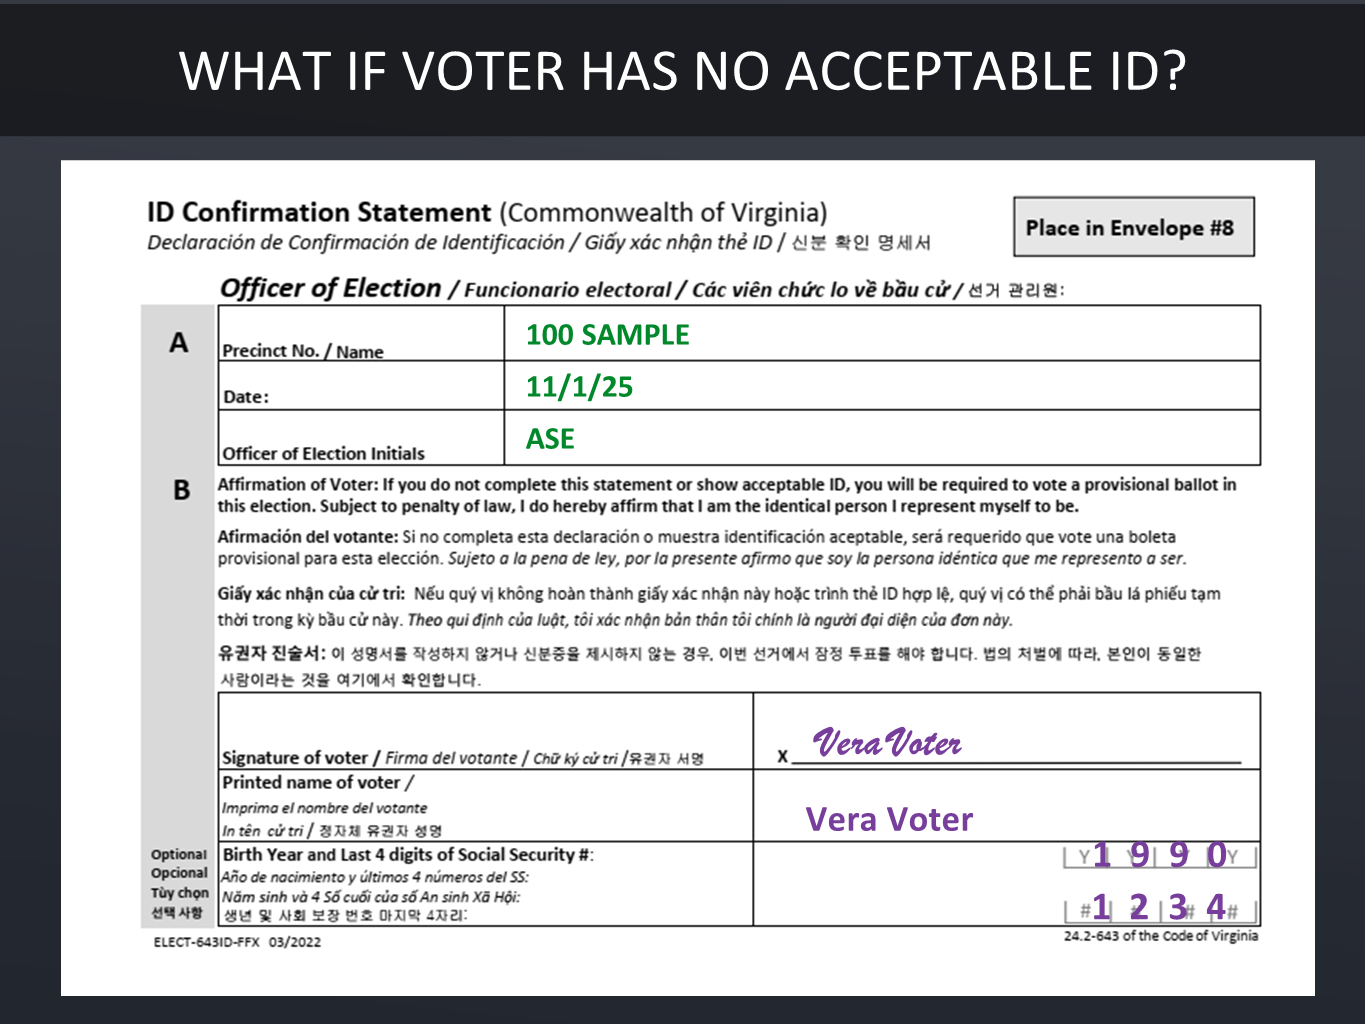 WHAT IF VOTER HAS NO ACCEPTABLE ID?
ID Confirmation Statement (Commonwealth of Virginia)
Declaración de Confirmación de Identificación / Giấy xác nhận thẻ ID / 신분 확인 명세서
Place in Envelope #8
Officer of Election / Funcionario electoral / Các viên chức lo về bầu cử / 선거 관리원:
A
Precinct No. / Name
100 SAMPLE
Date:
11/1/25
Officer of Election Initials
ASE
B
Affirmation of Voter: If you do not complete this statement or show acceptable ID, you will be required to vote a provisional ballot in
this election. Subject to penalty of law, I do hereby affirm that I am the identical person I represent myself to be.
Afirmación del votante: Si no completa esta declaración o muestra identificación aceptable, será requerido que vote una boleta
provisional para esta elección. Sujeto a la pena de ley, por la presente afirmo que soy la persona idéntica que me represento a ser.
Giấy xác nhận của cử tri: Nếu quý vị không hoàn thành giấy xác nhận này hoặc trình thẻ ID hợp lệ, quý vị có thể phải bầu lá phiếu tạm
thời trong kỳ bầu cử này. Theo qui định của luật, tôi xác nhận bản thân tôi chính là người đại diện của đơn này.
유권자 진술서: 이 성명서를 작성하지 않거나 신분증을 제시하지 않는 경우, 이번 선거에서 잠정 투표를 해야 합니다. 법의 처벌에 따라, 본인이 동일한
사람이라는 것을 여기에서 확인합니다.
Signature of voter / Firma del votante / Chữ ký cử tri /유권자 서명
X Vera Voter
Printed name of voter /
Imprima el nombre del votante
In tên cử tri / 정자체 유권자 성명
Vera Voter
Optional
Opcional
Tùy chọn
선택 사항
Birth Year and Last 4 digits of Social Security #:
Año de nacimiento y últimos 4 números del SS:
Năm sinh và 4 Số cuối của số An sinh Xã Hội:
생년 및 사회 보장 번호 마지막 4자리:
Y Y Y Y
1 9 9 0
# # # #
1 2 3 4
ELECT-643ID-FFX 03/2022
24.2-643 of the Code of Virginia